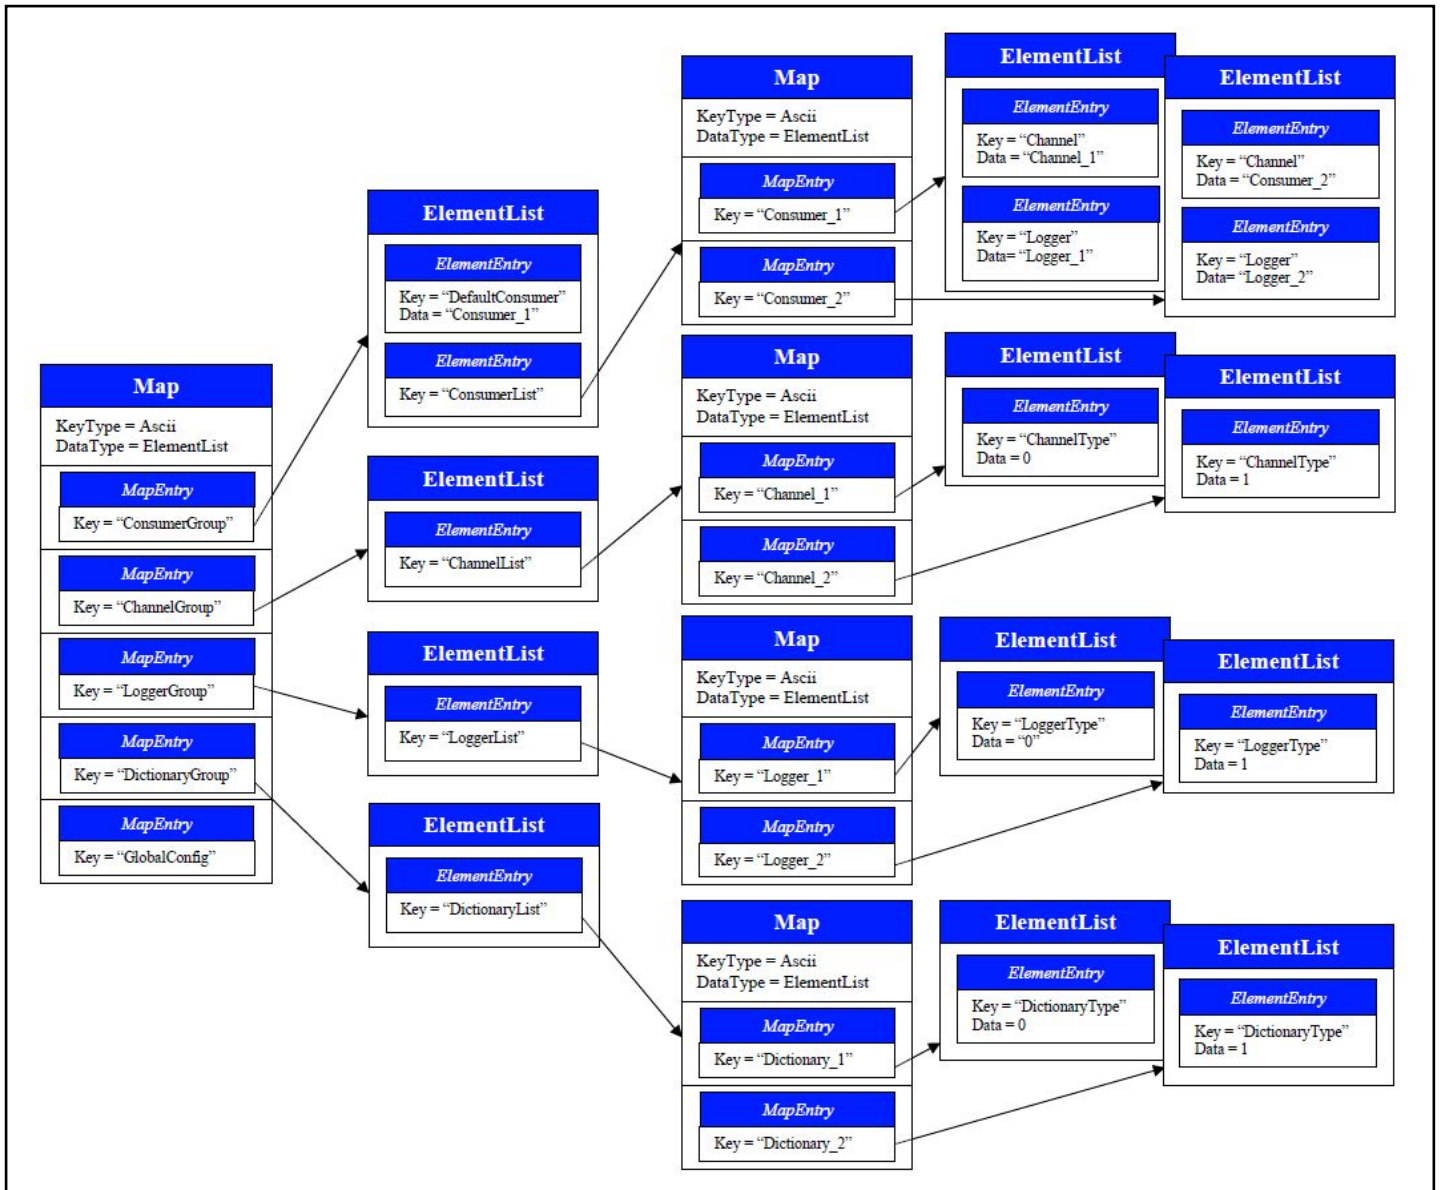 Map
KeyType = Ascii
DataType = ElementList
MapEntry
Key = “ConsumerGroup”
MapEntry
Key = “ChannelGroup”
MapEntry
Key = “LoggerGroup”
MapEntry
Key = “DictionaryGroup”
MapEntry
Key = “GlobalConfig”
ElementList
ElementEntry
Key = “DefaultConsumer”
Data = “Consumer_1”
ElementEntry
Key = “ConsumerList”
ElementList
ElementEntry
Key = “ChannelList”
ElementList
ElementEntry
Key = “LoggerList”
ElementList
ElementEntry
Key = “DictionaryList”
Map
KeyType = Ascii
DataType = ElementList
MapEntry
Key = “Consumer_1”
MapEntry
Key = “Consumer_2”
ElementList
ElementEntry
Key = “Channel”
Data = “Channel_1”
ElementEntry
Key = “Logger”
Data= “Logger_1”
ElementList
ElementEntry
Key = “Channel”
Data= “Consumer_2”
ElementEntry
Key = “Logger”
Data= “Logger_2”
Map
KeyType = Ascii
DataType = ElementList
MapEntry
Key = “Channel_1”
MapEntry
Key = “Channel_2”
ElementList
ElementEntry
Key = “ChannelType”
Data = 0
ElementList
ElementEntry
Key = “ChannelType”
Data = 1
Map
KeyType = Ascii
DataType = ElementList
MapEntry
Key = “Logger_1”
MapEntry
Key = “Logger_2”
ElementList
ElementEntry
Key = “LoggerType”
Data = “0”
ElementList
ElementEntry
Key = “LoggerType”
Data = 1
Map
KeyType = Ascii
DataType = ElementList
MapEntry
Key = “Dictionary_1”
MapEntry
Key = “Dictionary_2”
ElementList
ElementEntry
Key = “DictionaryType”
Data = 0
ElementList
ElementEntry
Key = “DictionaryType”
Data = 1